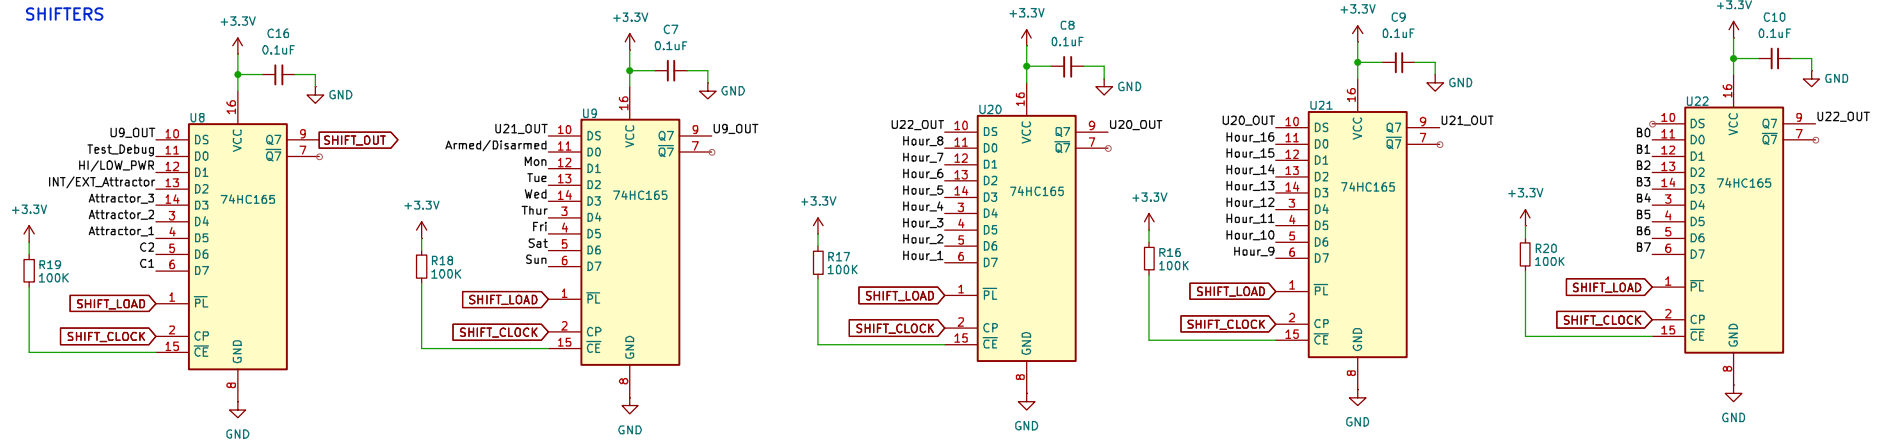 SHIFTERS
+3.3V
C16
0.1uF
GND
16
U8
VCC
U9_OUT 10 DS Q7 9 SHIFT_OUT
Test_Debug 11 D0 Q7 7
HI/LOW_PWR 12 D1
INT/EXT_Attractor 13 D2
74HC165
Attractor_3 14 D3
Attractor_2 3 D4
Attractor_1 4 D5
C2 5 D6
C1 6 D7
+3.3V
R19
100K
SHIFT_LOAD 1 PL
SHIFT_CLOCK 2 CP
15 CE
GND
8
GND
+3.3V
C7
0.1uF
GND
16
U9
VCC
U21_OUT 10 DS Q7 9 U9_OUT
Armed/Disarmed 11 D0 Q7 7
Mon 12 D1
Tue 13 D2
74HC165
Wed 14 D3
Thur 3 D4
Fri 4 D5
Sat 5 D6
Sun 6 D7
+3.3V
R18
100K
SHIFT_LOAD 1 PL
SHIFT_CLOCK 2 CP
15 CE
GND
8
GND
+3.3V
C8
0.1uF
GND
16
U20
VCC
U22_OUT 10 DS Q7 9 U20_OUT
Hour_8 11 D0 Q7 7
Hour_7 12 D1
Hour_6 13 D2
74HC165
Hour_5 14 D3
Hour_4 3 D4
Hour_3 4 D5
Hour_2 5 D6
Hour_1 6 D7
+3.3V
R17
100K
SHIFT_LOAD 1 PL
SHIFT_CLOCK 2 CP
15 CE
GND
8
GND
+3.3V
C9
0.1uF
GND
16
U21
VCC
U20_OUT 10 DS Q7 9 U21_OUT
Hour_16 11 D0 Q7 7
Hour_15 12 D1
Hour_14 13 D2
74HC165
Hour_13 14 D3
Hour_12 3 D4
Hour_11 4 D5
Hour_10 5 D6
Hour_9 6 D7
+3.3V
R16
100K
SHIFT_LOAD 1 PL
SHIFT_CLOCK 2 CP
15 CE
GND
8
GND
+3.3V
C10
0.1uF
GND
16
U22
VCC
10 DS Q7 9 U22_OUT
B0 11 D0 Q7 7
B1 12 D1
B2 13 D2
74HC165
B3 14 D3
B4 3 D4
B5 4 D5
B6 5 D6
B7 6 D7
+3.3V
R20
100K
SHIFT_LOAD 1 PL
SHIFT_CLOCK 2 CP
15 CE
GND
8
GND